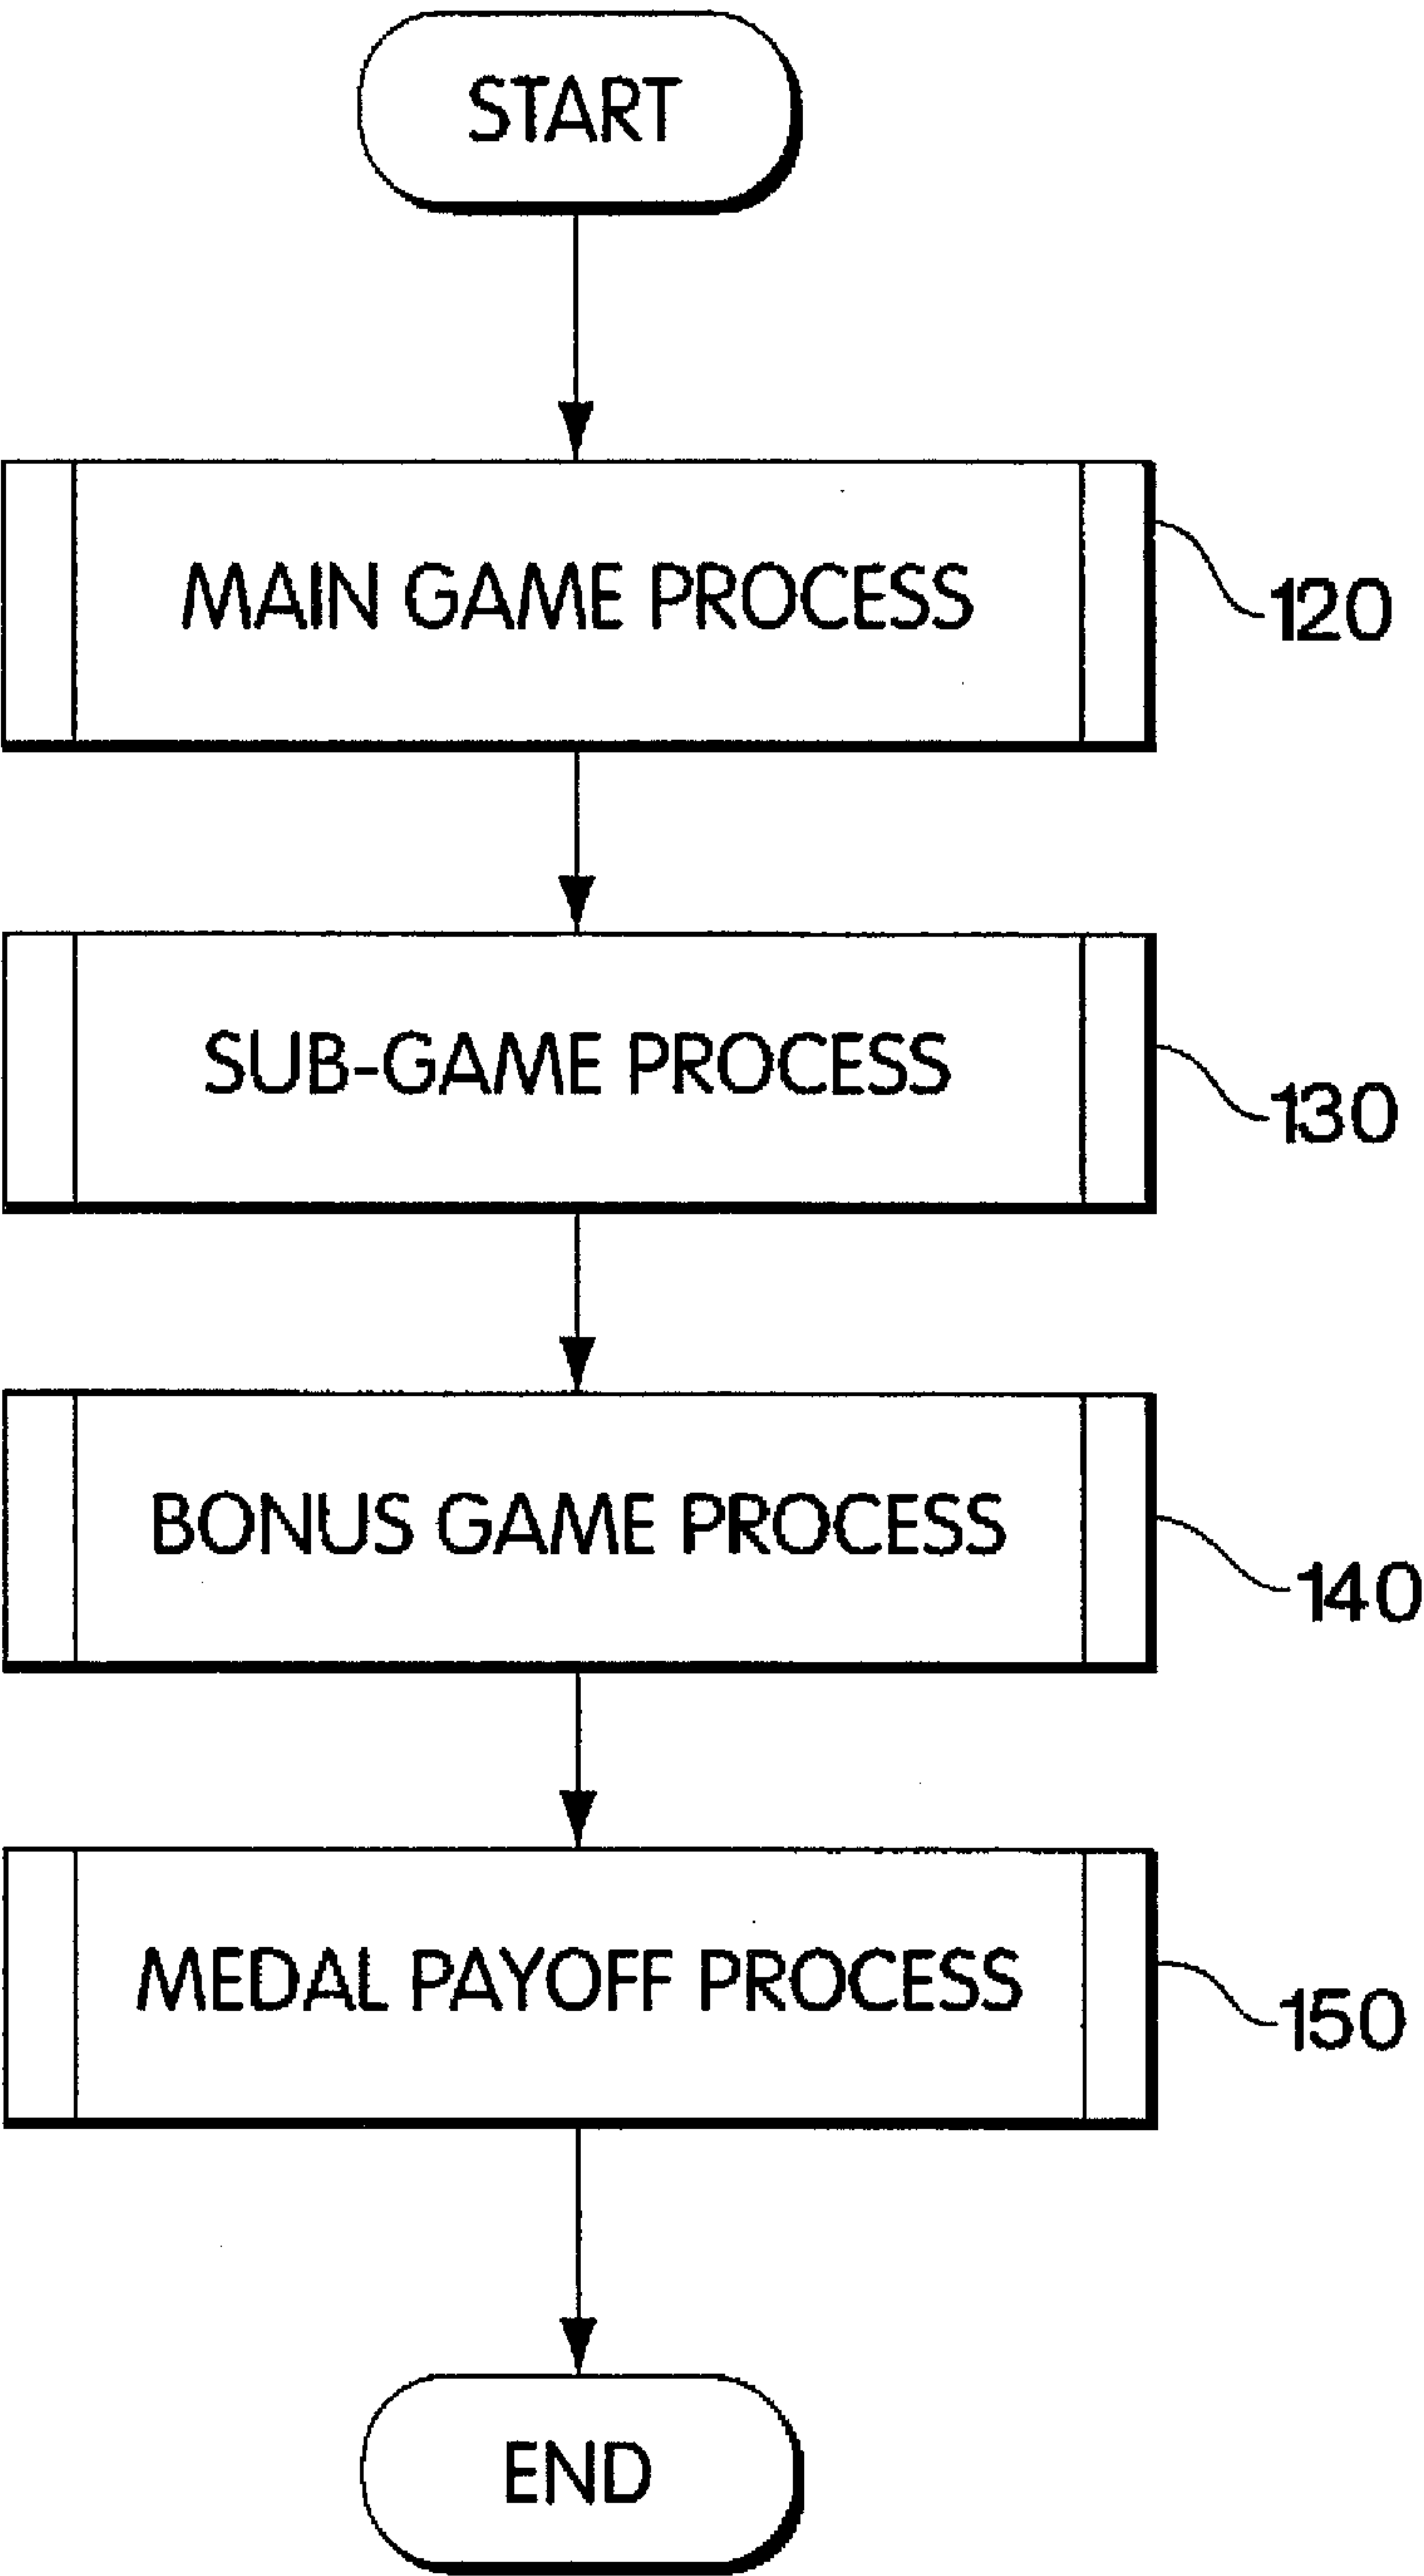 START
MAIN GAME PROCESS
120
SUB-GAME PROCESS
130
BONUS GAME PROCESS
140
MEDAL PAYOFF PROCESS
150
END